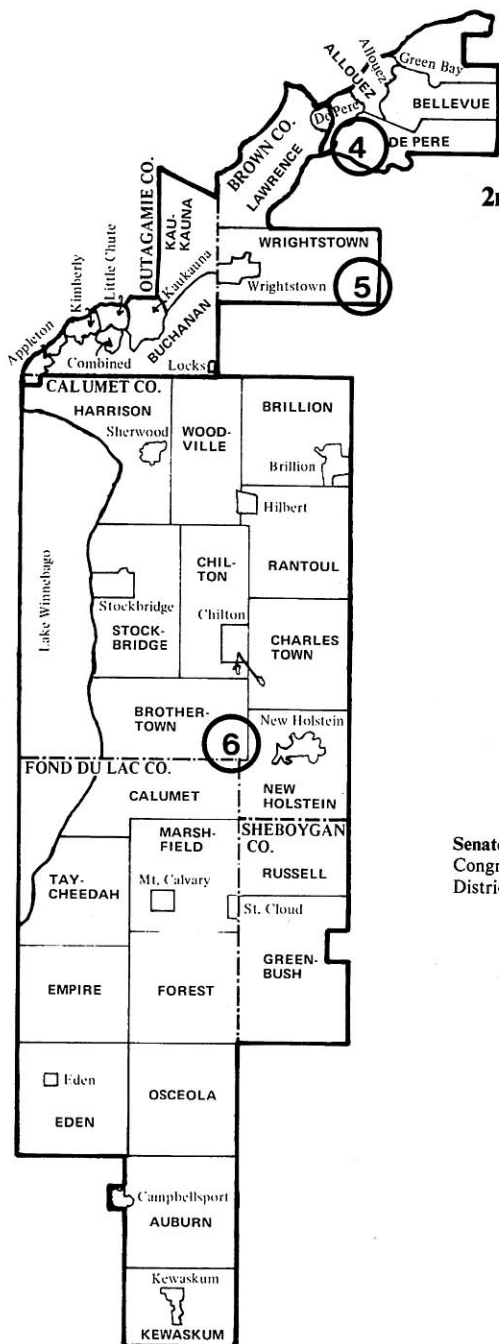 ALLOUEZ
Allouez
Green Bay
BELLEVUE
De Pere
DE PERE
4
BROWN CO.
LAWRENCE
OUTAGAMIE CO.
KAU-
KAUNA
WRIGHTSTOWN
Wrightstown
5
Kaukauna
Little Chute
Kimberly
Appleton
BUCHANAN
Combined
Locks
CALUMET CO.
HARRISON
Sherwood
WOOD-
VILLE
BRILLION
Brillion
Hilbert
RANTOUL
CHIL-
TON
Chilton
Stockbridge
STOCK-
BRIDGE
CHARLES
TOWN
Lake Winnebago
BROTHER-
TOWN
New Holstein
6
NEW
HOLSTEIN
FOND DU LAC CO.
CALUMET
SHEBOYGAN
CO.
RUSSELL
MARSH-
FIELD
Mt. Calvary
St. Cloud
TAY-
CHEEDAH
GREEN-
BUSH
EMPIRE
FOREST
Eden
EDEN
OSCEOLA
Campbellsport
AUBURN
Kewaskum
KEWASKUM